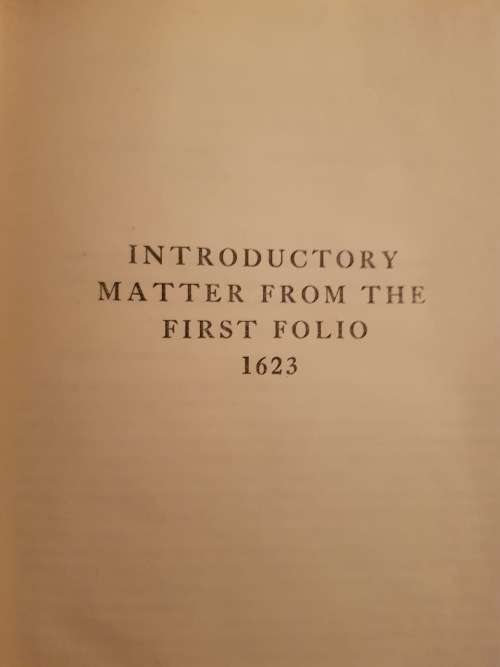 INTRODUCTORY
MATTER FROM THE
FIRST FOLIO
1623